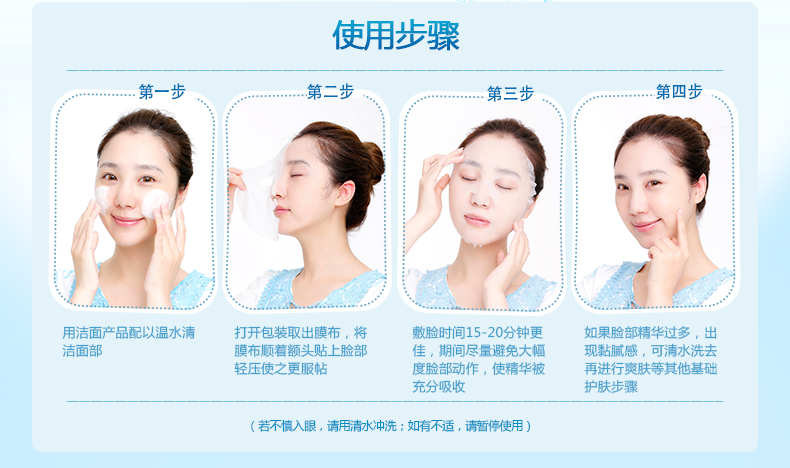 使用步骤
第一步
第二步
第三步
第四步
用洁面产品配以温水清
洁面部
打开包装取出膜布，将
膜布顺着额头贴上脸部
轻压使之更服帖
敷脸时间15-20分钟更
佳，期间尽量避免大幅
度脸部动作，使精华被
充分吸收
如果脸部精华过多，出
现黏腻感，可清水洗去
再进行爽肤等其他基础
护肤步骤
（若不慎入眼，请用清水冲洗；如有不适，请暂停使用）